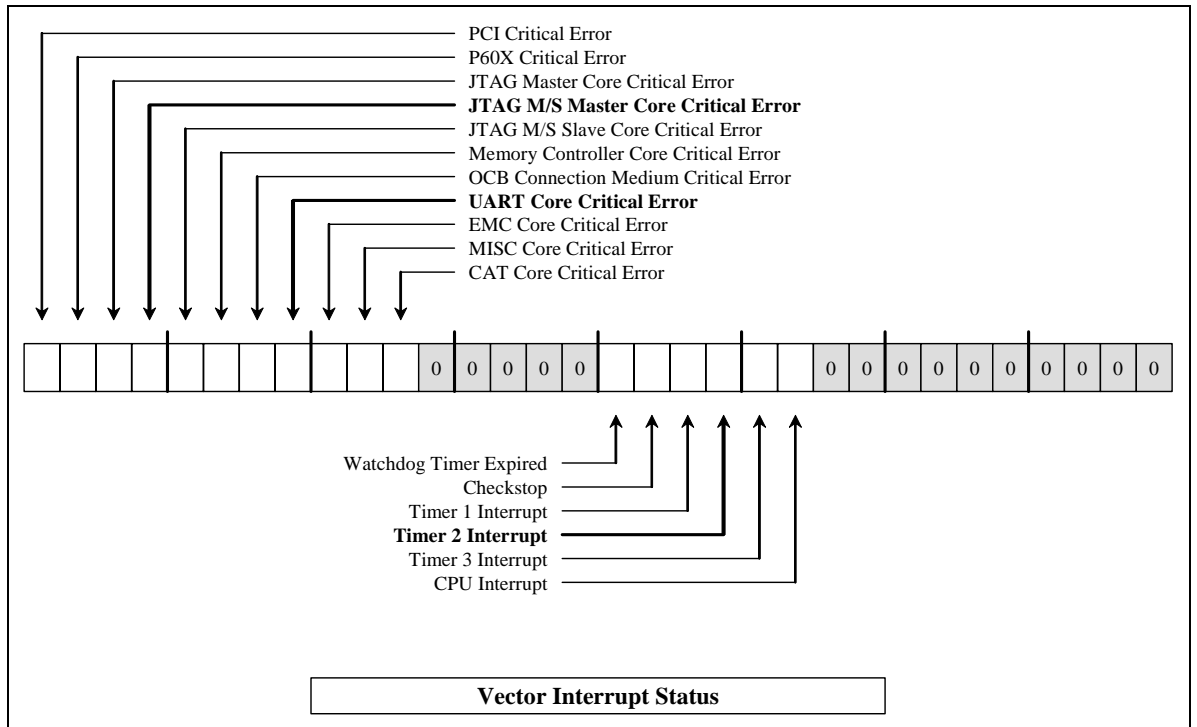 PCI Critical Error
P60X Critical Error
JTAG Master Core Critical Error
JTAG M/S Master Core Critical Error
JTAG M/S Slave Core Critical Error
Memory Controller Core Critical Error
OCB Connection Medium Critical Error
UART Core Critical Error
EMC Core Critical Error
MISC Core Critical Error
CAT Core Critical Error
0 0 0 0 0 0 0 0 0 0 0 0 0 0 0
Watchdog Timer Expired
Checkstop
Timer 1 Interrupt
Timer 2 Interrupt
Timer 3 Interrupt
CPU Interrupt
Vector Interrupt Status